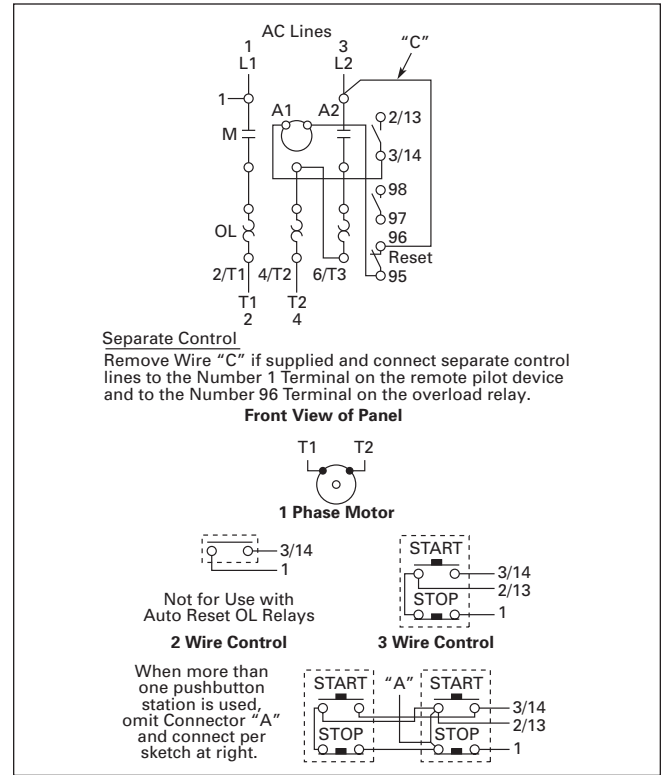 AC Lines
1 3 "C"
L1 L2
1
A1 A2 2/13
M
3/14
98
97
OL 96
Reset
2/T1 4/T2 6/T3 95
T1 T2
2 4
Separate Control
Remove Wire "C" if supplied and connect separate control
lines to the Number 1 Terminal on the remote pilot device
and to the Number 96 Terminal on the overload relay.
Front View of Panel
T1 T2
1 Phase Motor
3/14
1
Not for Use with
Auto Reset OL Relays
2 Wire Control
START
3/14
2/13
STOP
1
3 Wire Control
When more than
one pushbutton
station is used,
omit Connector "A"
and connect per
sketch at right.
START "A" START
3/14
2/13
STOP STOP
1